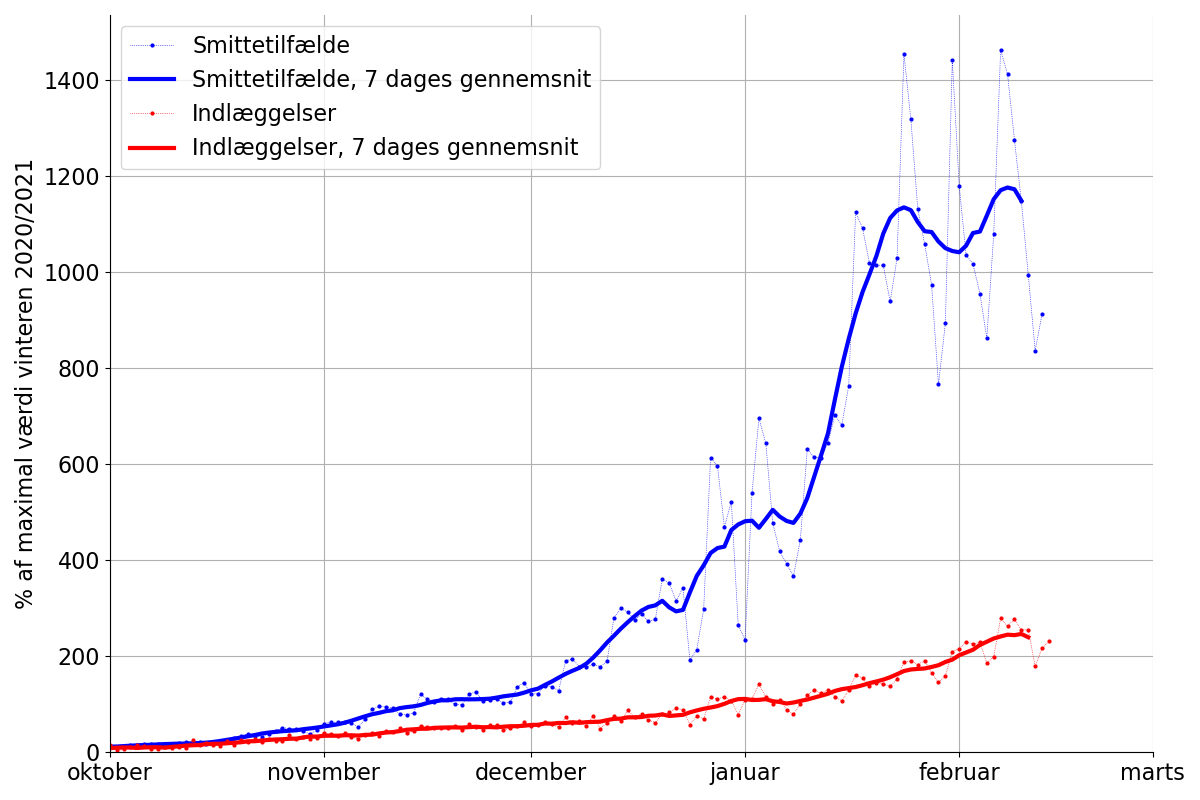 Smittetilfælde
Smittetilfælde, 7 dages gennemsnit
Indlæggelser
Indlæggelser, 7 dages gennemsnit
% af maximal værdi vinteren 2020/2021
1400
1200
1000
800
600
400
200
0
oktober november december januar februar marts